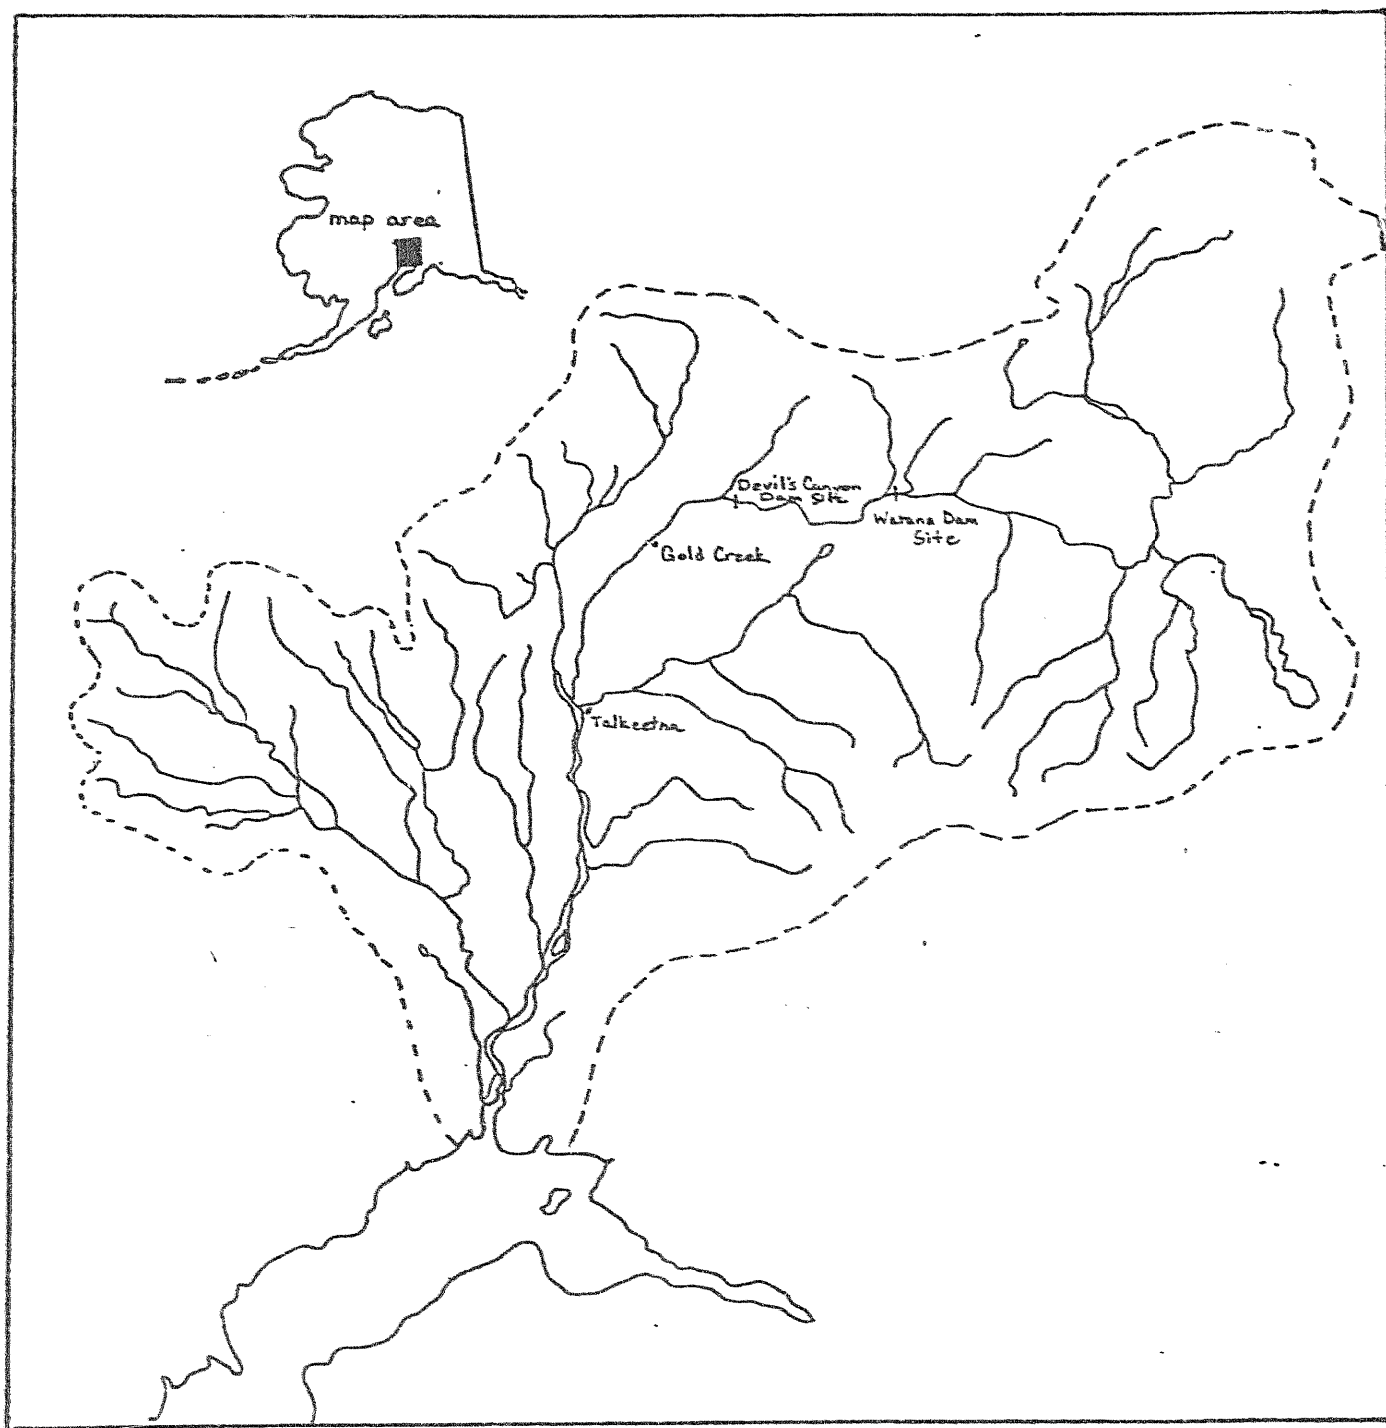 map area
Devil's Canyon
Dam Site
Watana Dam
Site
Gold Creek
Talkeetna